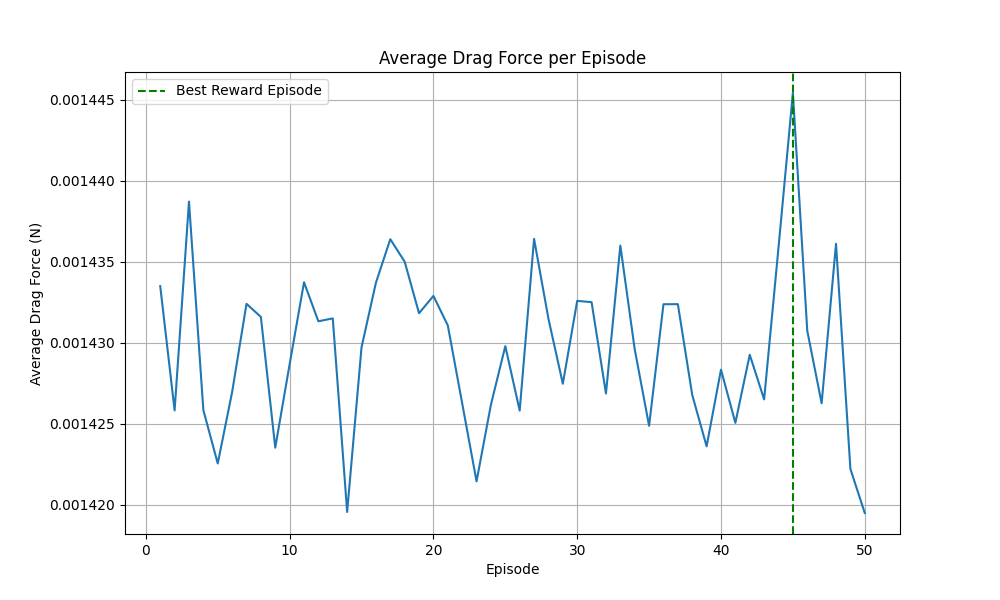 Average Drag Force per Episode
Best Reward Episode
Average Drag Force (N)
0.001445
0.001440
0.001435
0.001430
0.001425
0.001420
0 10 20 30 40 50
Episode